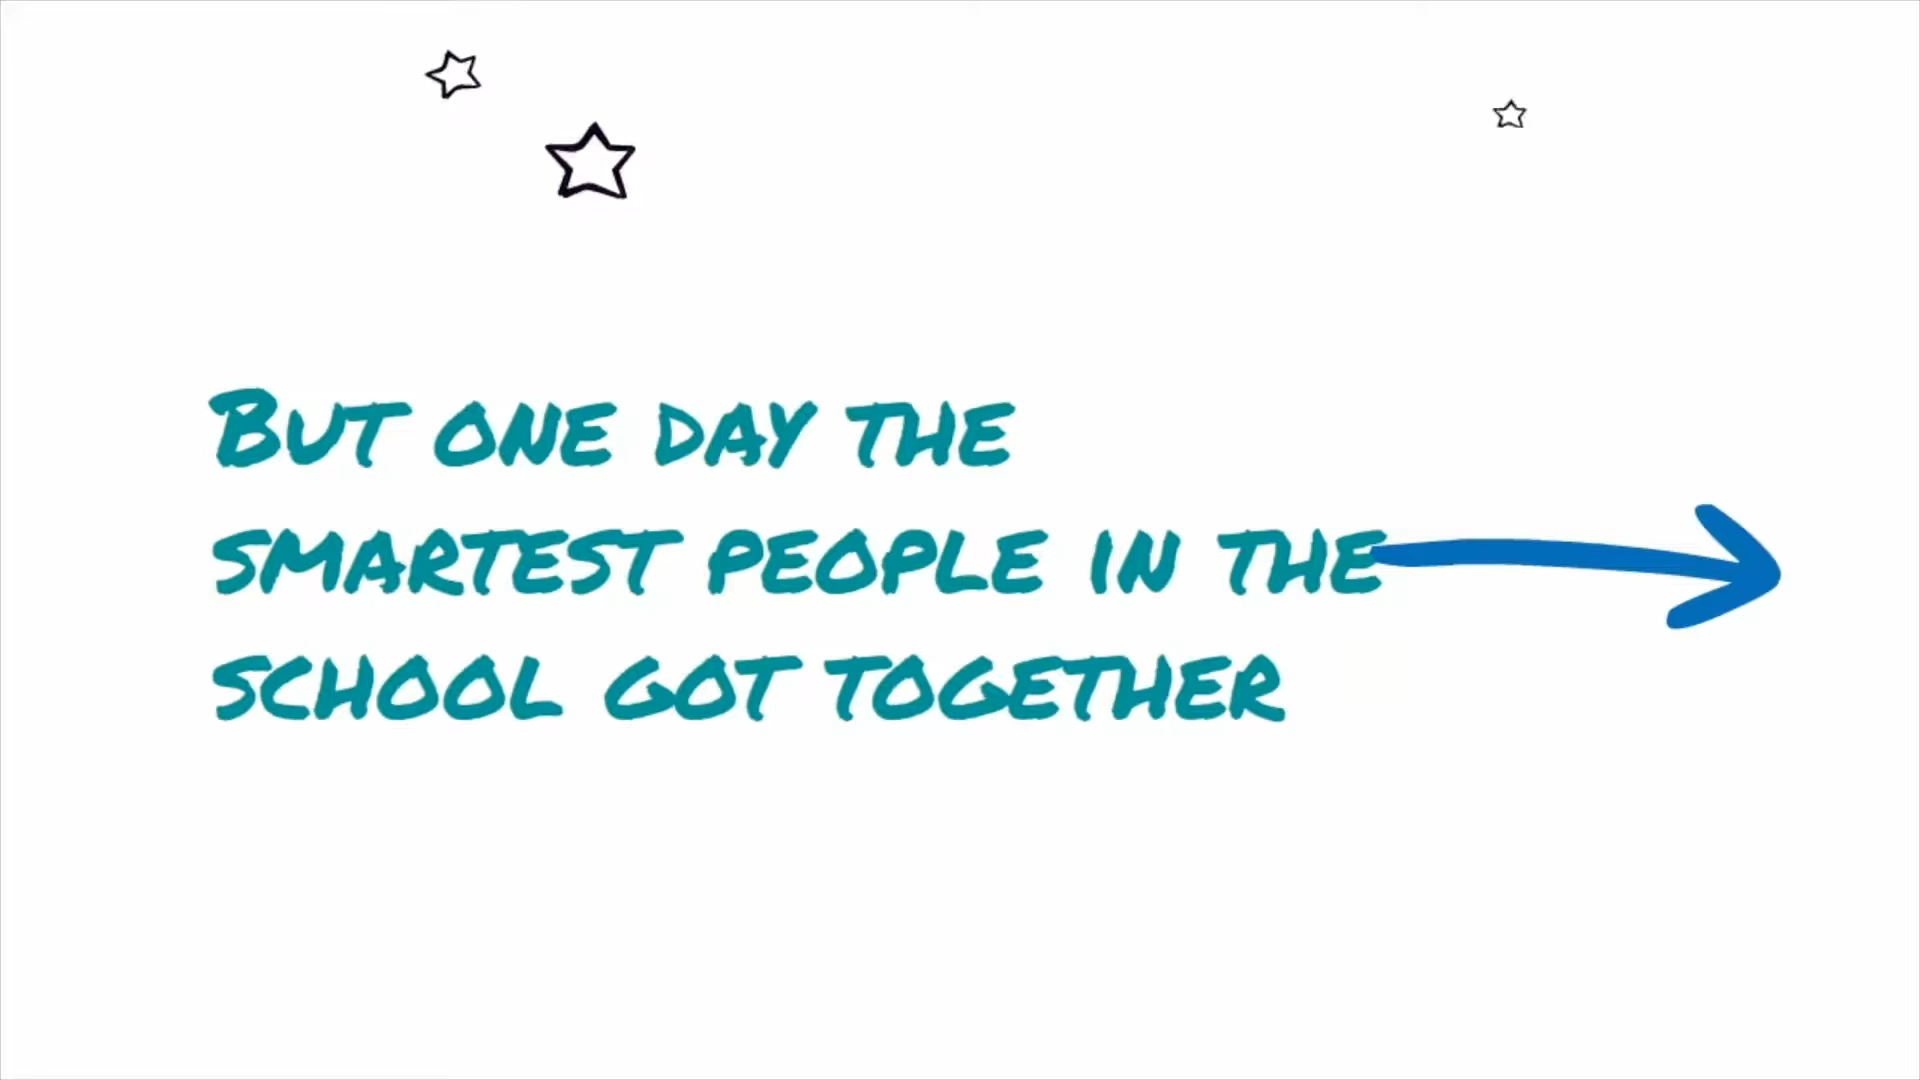 But one day the
smartest people in the
school got together